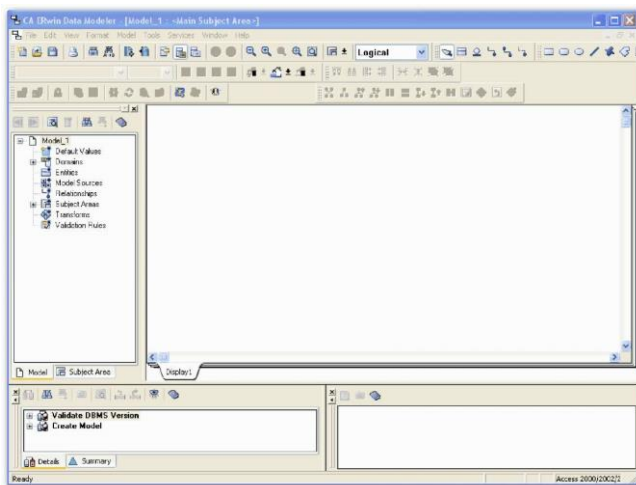 CA ERwin Data Modeler - [Model_1 : <Main Subject Area>]
File Edit View Format Model Tools Services Window Help
Logical
Model_1
Default Values
Domains
Entities
Model Sources
Relationships
Subject Areas
Transforms
Validation Rules
Model Subject Area
Display1
Validate DBMS Version
Create Model
Details Summary
Ready
Access 2000/2002/2